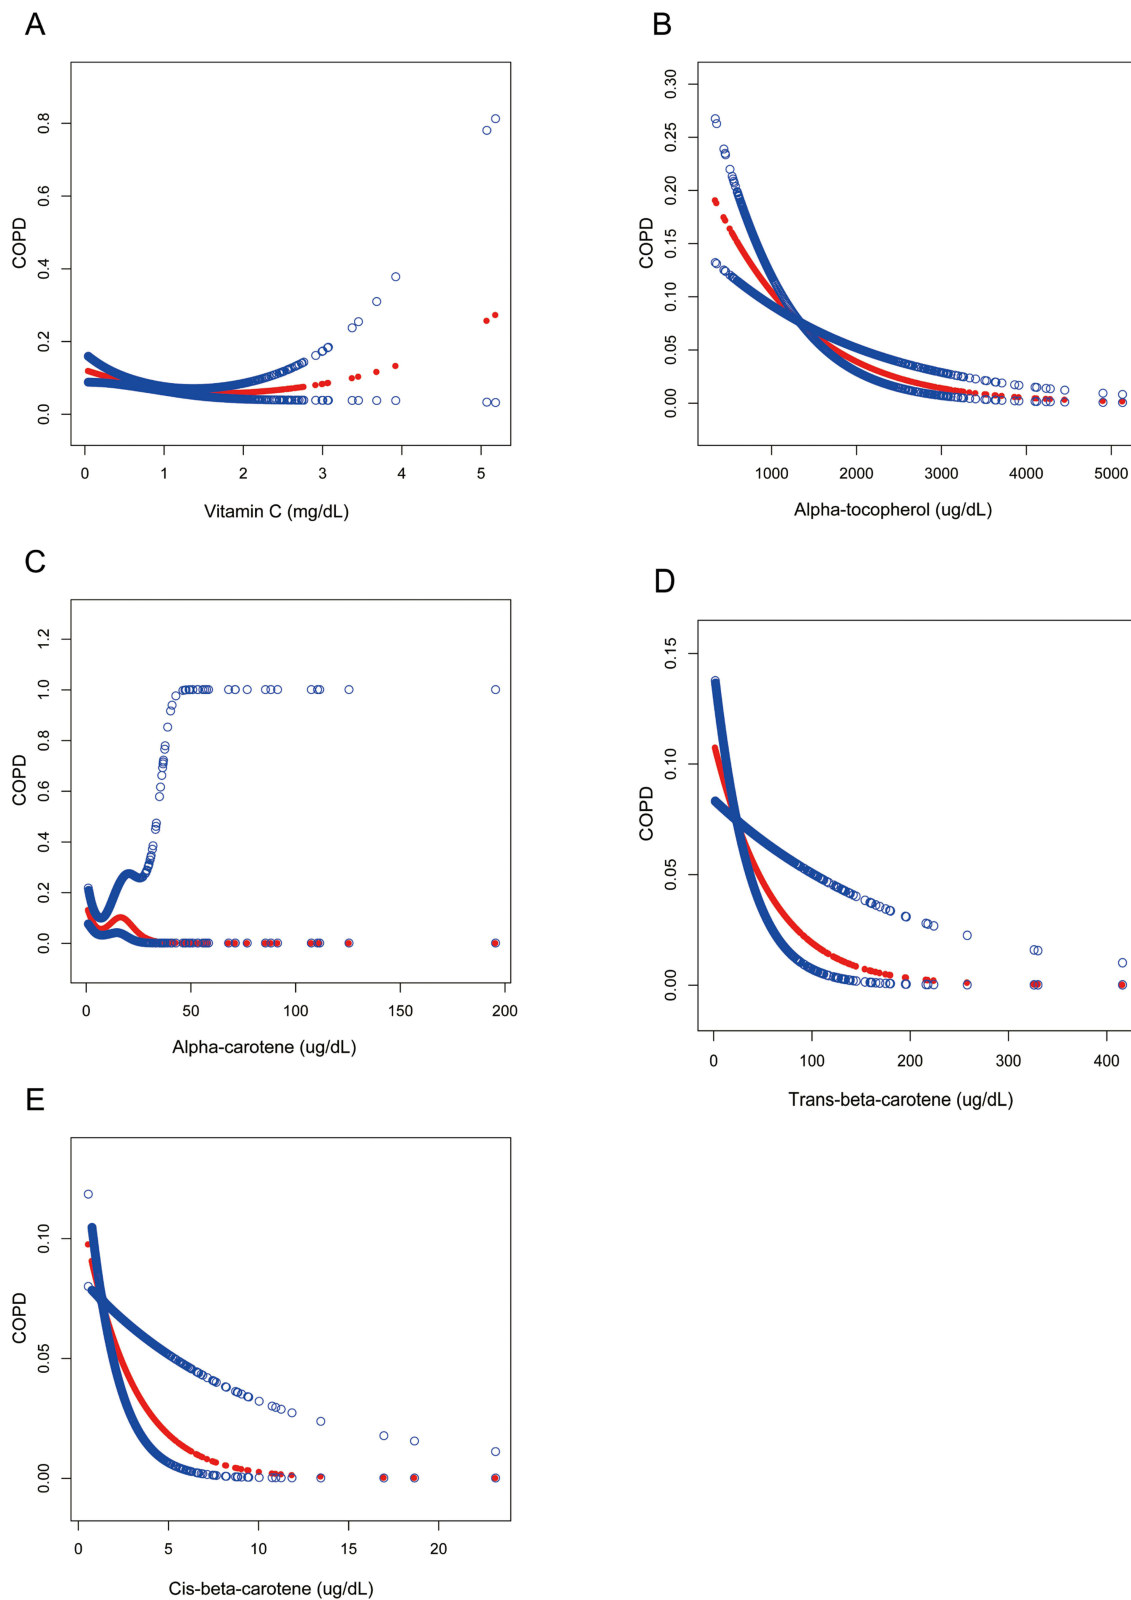 A
COPD
0.8
0.6
0.4
0.2
0.0
0 1 2 3 4 5
Vitamin C (mg/dL)
B
COPD
0.30
0.25
0.20
0.15
0.10
0.05
0.00
1000 2000 3000 4000 5000
Alpha-tocopherol (ug/dL)
C
COPD
1.2
1.0
0.8
0.6
0.4
0.2
0.0
0 50 100 150 200
Alpha-carotene (ug/dL)
D
COPD
0.15
0.10
0.05
0.00
0 100 200 300 400
Trans-beta-carotene (ug/dL)
E
COPD
0.10
0.05
0.00
0 5 10 15 20
Cis-beta-carotene (ug/dL)